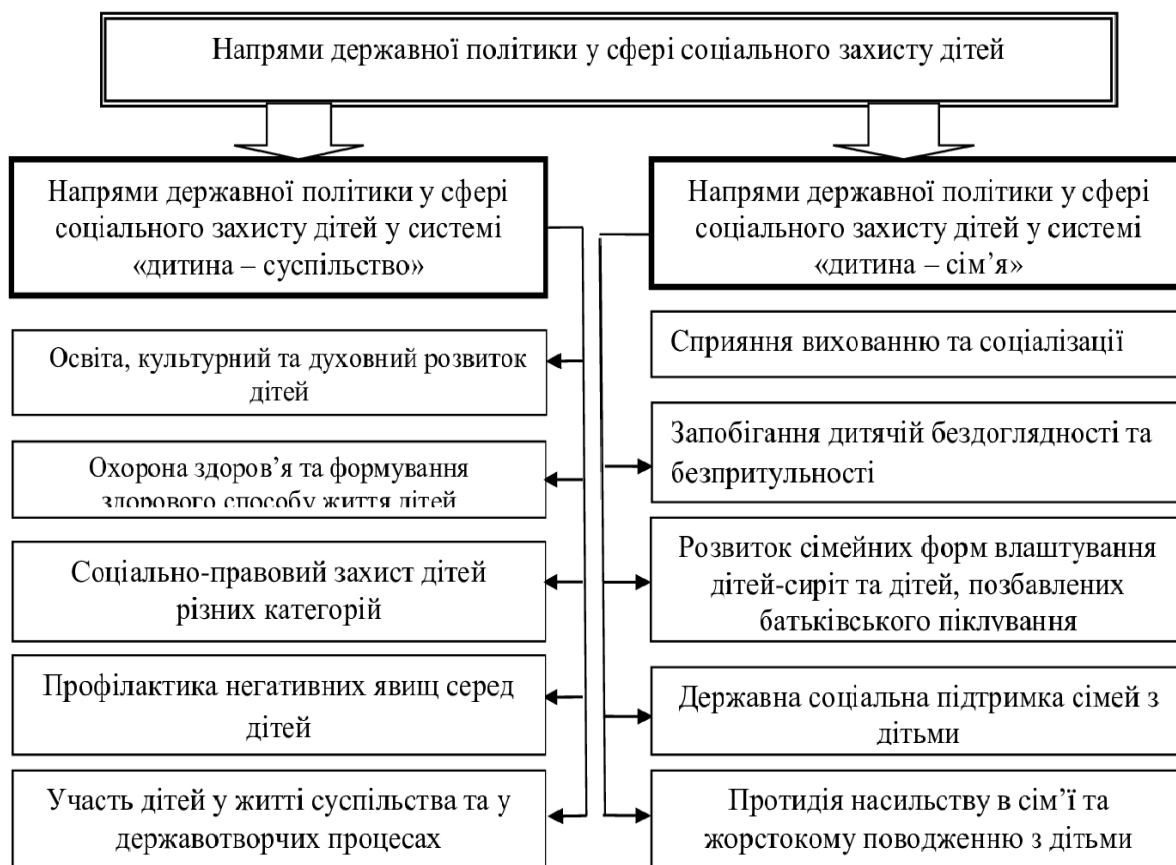 Напрями державної політики у сфері соціального захисту дітей
Напрями державної політики у сфері
соціального захисту дітей у системі
«дитина – суспільство»
Освіта, культурний та духовний розвиток
дітей
Охорона здоров’я та формування
здорового способу життя дітей
Соціально-правовий захист дітей
різних категорій
Профілактика негативних явищ серед
дітей
Участь дітей у житті суспільства та у
державотворчих процесах
Напрями державної політики у сфері
соціального захисту дітей у системі
«дитина – сім’я»
Сприяння вихованню та соціалізації
Запобігання дитячій бездоглядності та
безпритульності
Розвиток сімейних форм влаштування
дітей-сиріт та дітей, позбавлених
батьківського піклування
Державна соціальна підтримка сімей з
дітьми
Протидія насильству в сім’ї та
жорстокому поводженню з дітьми